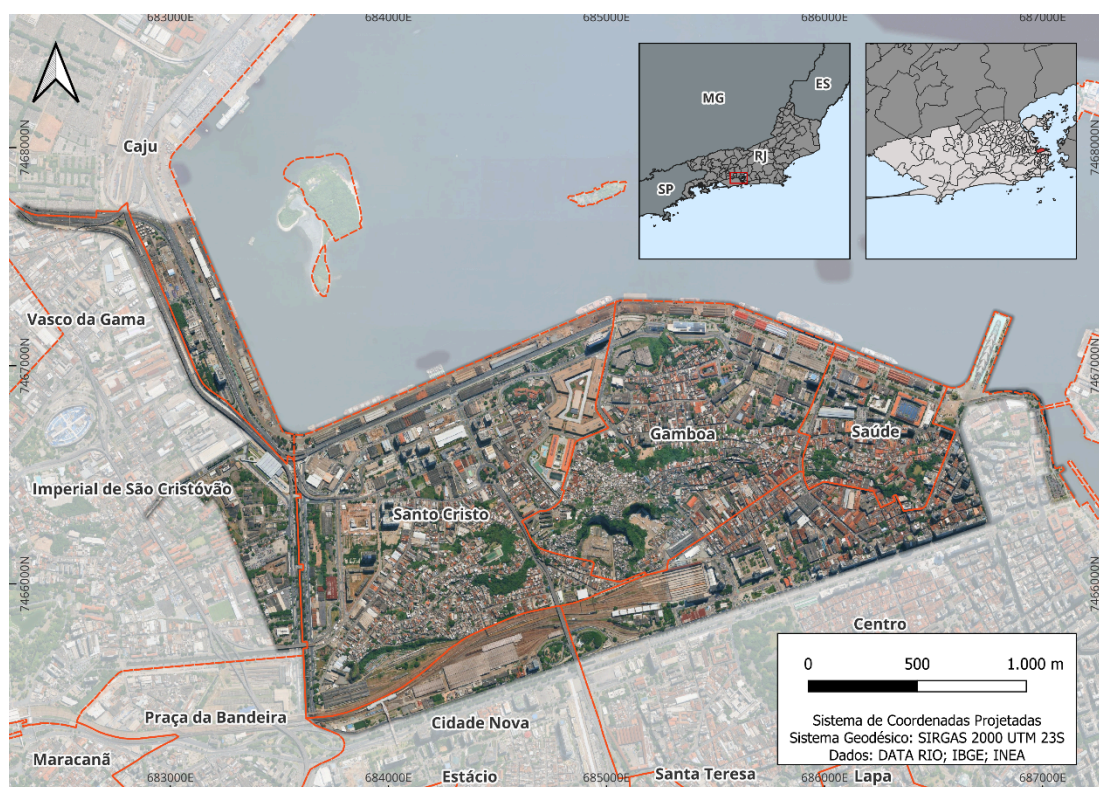 683000E
684000E
685000E
686000E
687000E
MG
ES
RJ
SP
7468000N
7468000N
Caju
Vasco da Gama
7467000N
7467000N
Gamboa
Saúde
Imperial de São Cristóvão
Santo Cristo
7466000N
7466000N
Centro
0 500 1.000 m
Praça da Bandeira
Cidade Nova
Sistema de Coordenadas Projetadas
Sistema Geodésico: SIRGAS 2000 UTM 23S
Dados: DATA RIO; IBGE; INEA
Maracanã
Estácio
Santa Teresa
Lapa
683000E
684000E
685000E
686000E
687000E